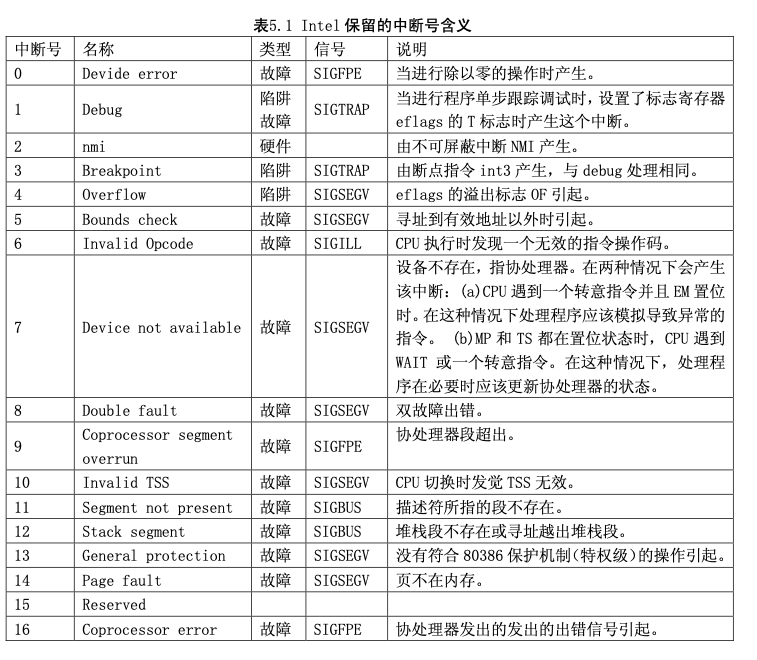 表5.1 Intel 保留的中断号含义
中断号 名称 类型 信号 说明
0 Devide error 故障 SIGFPE 当进行除以零的操作时产生。
1 Debug 陷阱 故障 SIGTRAP 当进行程序单步跟踪调试时，设置了标志寄存器
eflags 的 T 标志时产生这个中断。
2 nmi 硬件 由不可屏蔽中断 NMI 产生。
3 Breakpoint 陷阱 SIGTRAP 由断点指令 int3 产生，与 debug 处理相同。
4 Overflow 陷阱 SIGSEGV eflags 的溢出标志 OF 引起。
5 Bounds check 故障 SIGSEGV 寻址到有效地址以外时引起。
6 Invalid Opcode 故障 SIGILL CPU 执行时发现一个无效的指令操作码。
7 Device not available 故障 SIGSEGV 设备不存在，指协处理器。在两种情况下会产生
该中断：(a)CPU 遇到一个转意指令并且 EM 置位
时。在这种情况下处理程序应该模拟导致异常的
指令。 (b)MP 和 TS 都在置位状态时，CPU 遇到
WAIT 或一个转意指令。在这种情况下，处理程
序在必要时应该更新协处理器的状态。
8 Double fault 故障 SIGSEGV 双故障出错。
9 Coprocessor segment
overrun 故障 SIGFPE 协处理器段超出。
10 Invalid TSS 故障 SIGSEGV CPU 切换时发觉 TSS 无效。
11 Segment not present 故障 SIGBUS 描述符所指的段不存在。
12 Stack segment 故障 SIGBUS 堆栈段不存在或寻址越出堆栈段。
13 General protection 故障 SIGSEGV 没有符合 80386 保护机制(特权级)的操作引起。
14 Page fault 故障 SIGSEGV 页不在内存。
15 Reserved
16 Coprocessor error 故障 SIGFPE 协处理器发出的发出的出错信号引起。